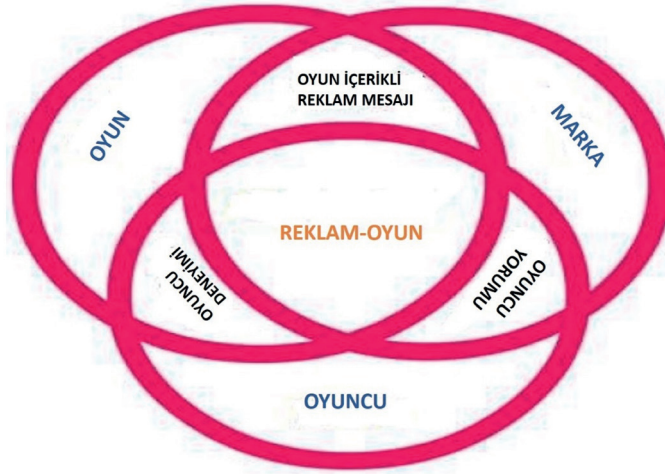 OYUN İÇERİKLİ
REKLAM MESAJI
OYUN
MARKA
REKLAM-OYUN
OYUNCU
DENEYİMİ
OYUNCU
YORUMU
OYUNCU